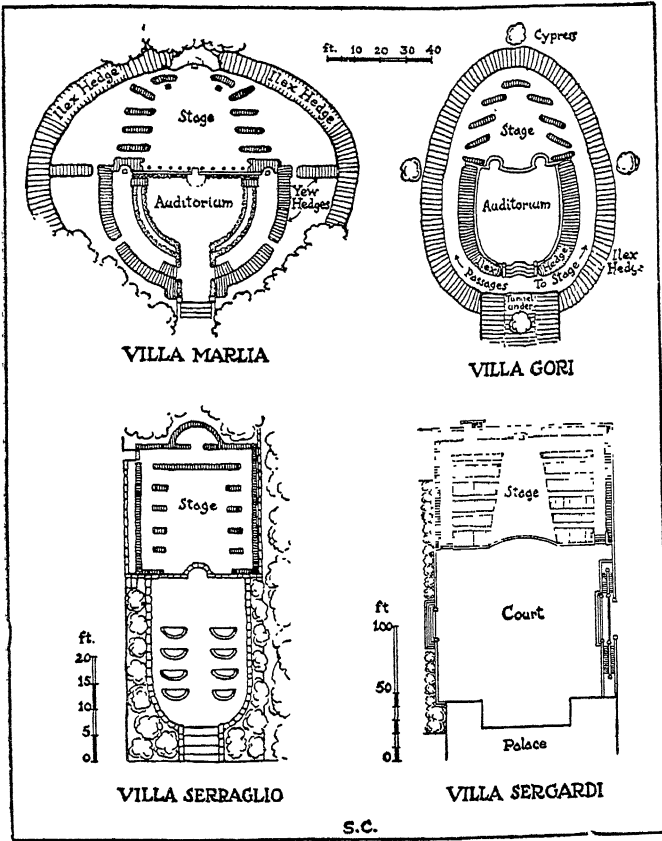 Cypress
ft. 10 20 30 40
Ilex Hedge
Ilex Hedge
Stage
Auditorium
Yew
Hedges
VILLA MARLIA
Stage
Auditorium
Ilex
Hedge
Passages
To Stage
Ilex
Hedge
Tunnel
under
VILLA GORI
Stage
ft.
20
15
10
5
0
VILLA SERRAGLIO
Stage
Court
ft
100
50
0
Palace
VILLA SERGARDI
S.C.